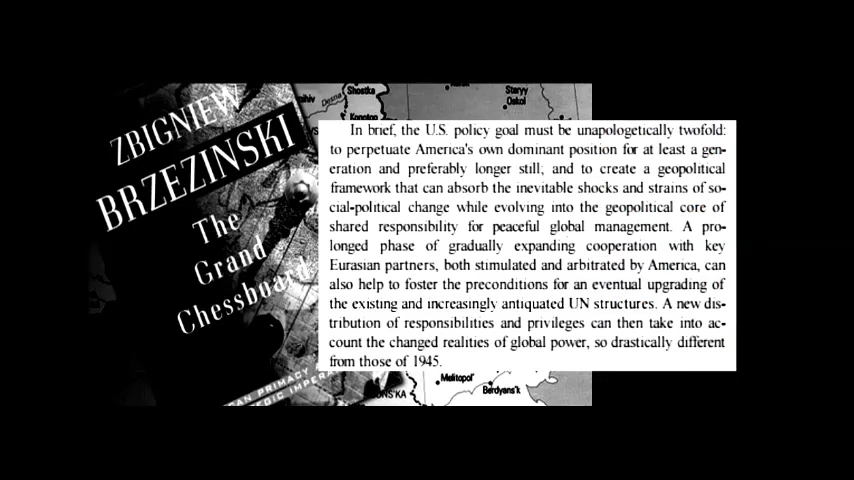 ZBIGNIEW
BRZEZINSKI
The
Grand
Chessboard
Shostka
Desna
Konotop
Staryy
Oskol
In brief, the U.S. policy goal must be unapologetically twofold:
to perpetuate America's own dominant position for at least a gen-
eration and preferably longer still; and to create a geopolitical
framework that can absorb the inevitable shocks and strains of so-
cial-political change while evolving into the geopolitical core of
shared responsibility for peaceful global management. A pro-
longed phase of gradually expanding cooperation with key
Eurasian partners, both stimulated and arbitrated by America, can
also help to foster the preconditions for an eventual upgrading of
the existing and increasingly antiquated UN structures. A new dis-
tribution of responsibilities and privileges can then take into ac-
count the changed realities of global power, so drastically different
from those of 1945.
Melitopol'
Berdyans'k
PRIMACY